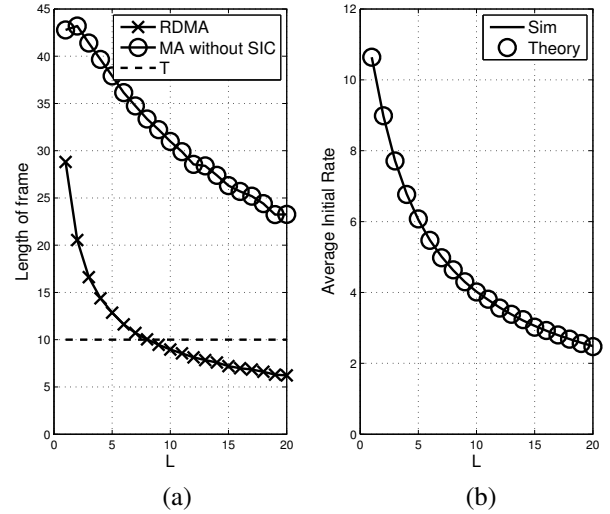 45
40
35
30
25
20
15
10
5
0
0
5
10
15
20
Length of frame
L
RDMA
MA without SIC
T
(a)
12
10
8
6
4
2
0
0
5
10
15
20
Average Initial Rate
L
Sim
Theory
(b)